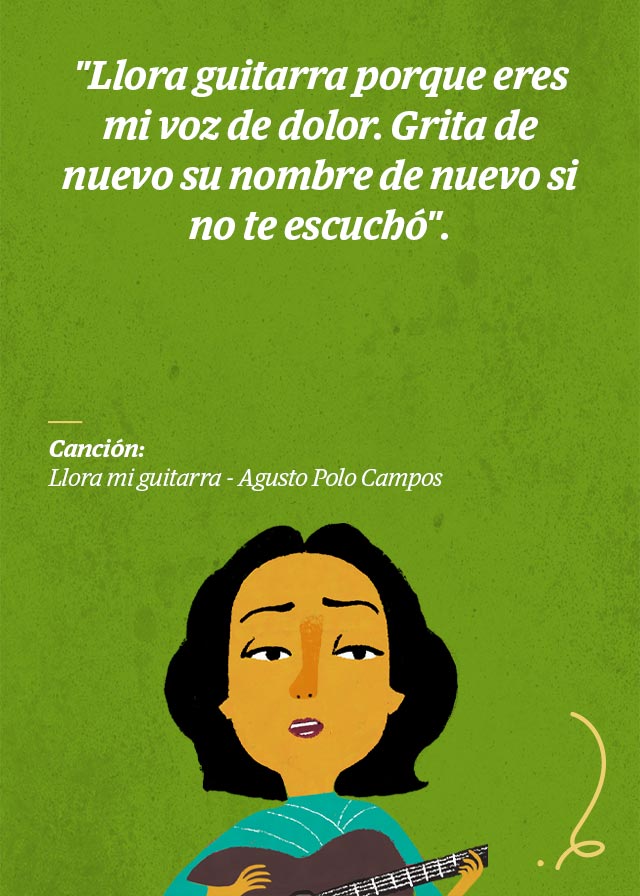 "Llora guitarra porque eres
mi voz de dolor. Grita de
nuevo su nombre de nuevo si
no te escuchó".
Canción:
Llora mi guitarra - Agusto Polo Campos